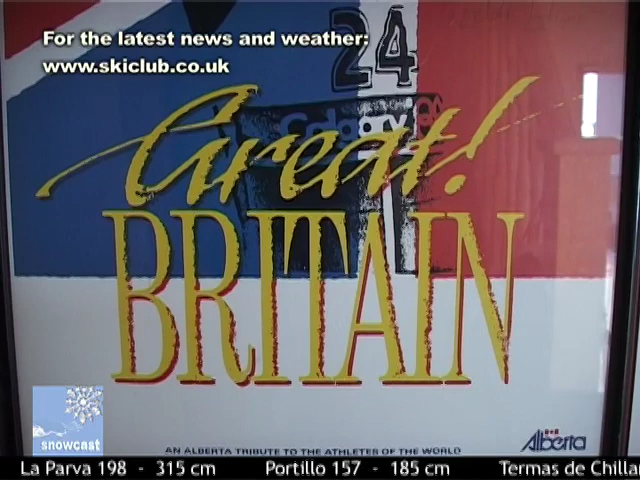 For the latest news and weather:
www.skiclub.co.uk
24
Calgary
Great!
BRITAIN
snowcast
Alberta
AN ALBERTA TRIBUTE TO THE ATHLETES OF THE WORLD
La Parva 198 - 315 cm Portillo 157 - 185 cm Termas de Chillan